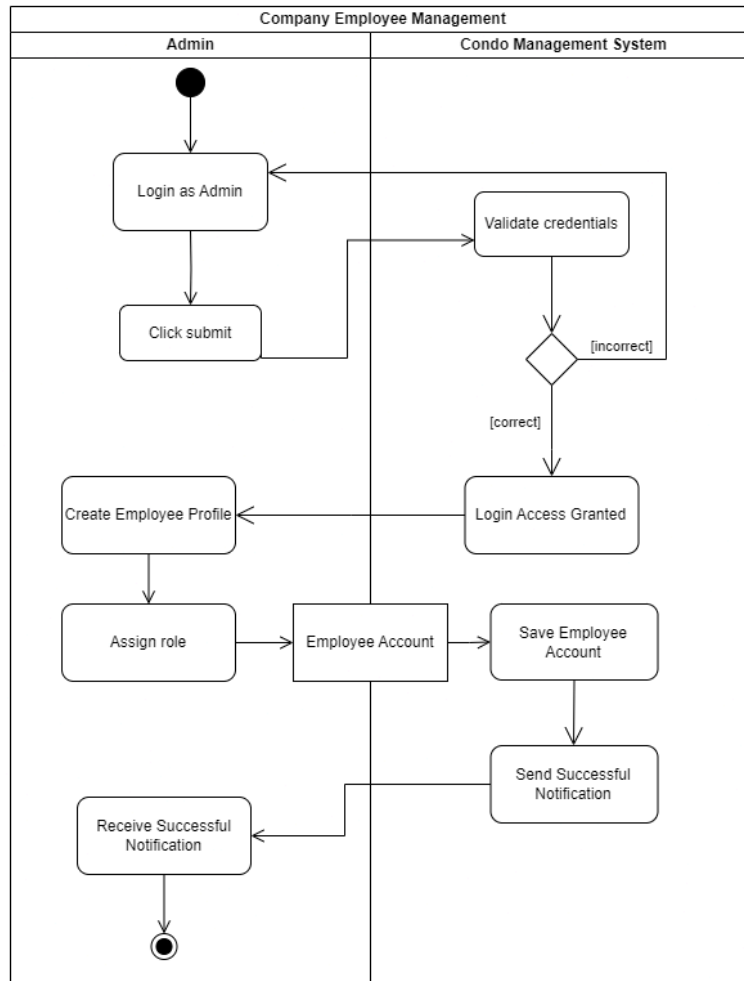 Company Employee Management
Admin
Condo Management System
Login as Admin
Validate credentials
Click submit
[incorrect]
[correct]
Create Employee Profile
Login Access Granted
Assign role
Employee Account
Save Employee
Account
Send Successful
Notification
Receive Successful
Notification